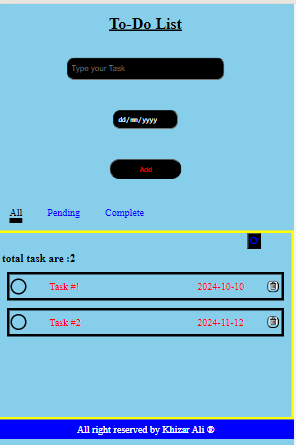 To-Do List
Type your Task
dd/mm/yyyy
Add
All Pending Complete
total task are :2
Task #1 2024-10-10
Task #2 2024-11-12
All right reserved by Khizar Ali ®